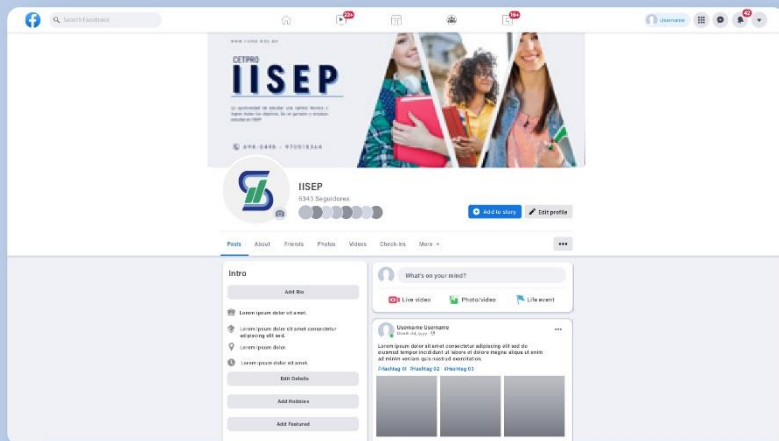 Search Facebook
22+
16+
Username
42
CETPRO
IISEP
IISEP
9343 Seguidores
Add to story
Edit profile
Posts
About
Friends
Photos
Videos
Check-ins
More
Intro
Add Bio
Lorem ipsum dolor sit amet.
Lorem ipsum dolor sit amet consectetur
adipiscing elit sed.
Lorem ipsum dolor.
Lorem ipsum dolor sit amet.
Edit Details
Add Hobbies
Add Featured
What's on your mind?
Live video
Photo/video
Life event
Username Username
Lorem ipsum dolor sit amet consectetur adipiscing elit sed do
eiusmod tempor incididunt ut labore et dolore magna aliqua ut enim
ad minim veniam quis nostrud exercitation.
#Hashtag 01 #Hashtag 02 #Hashtag 03